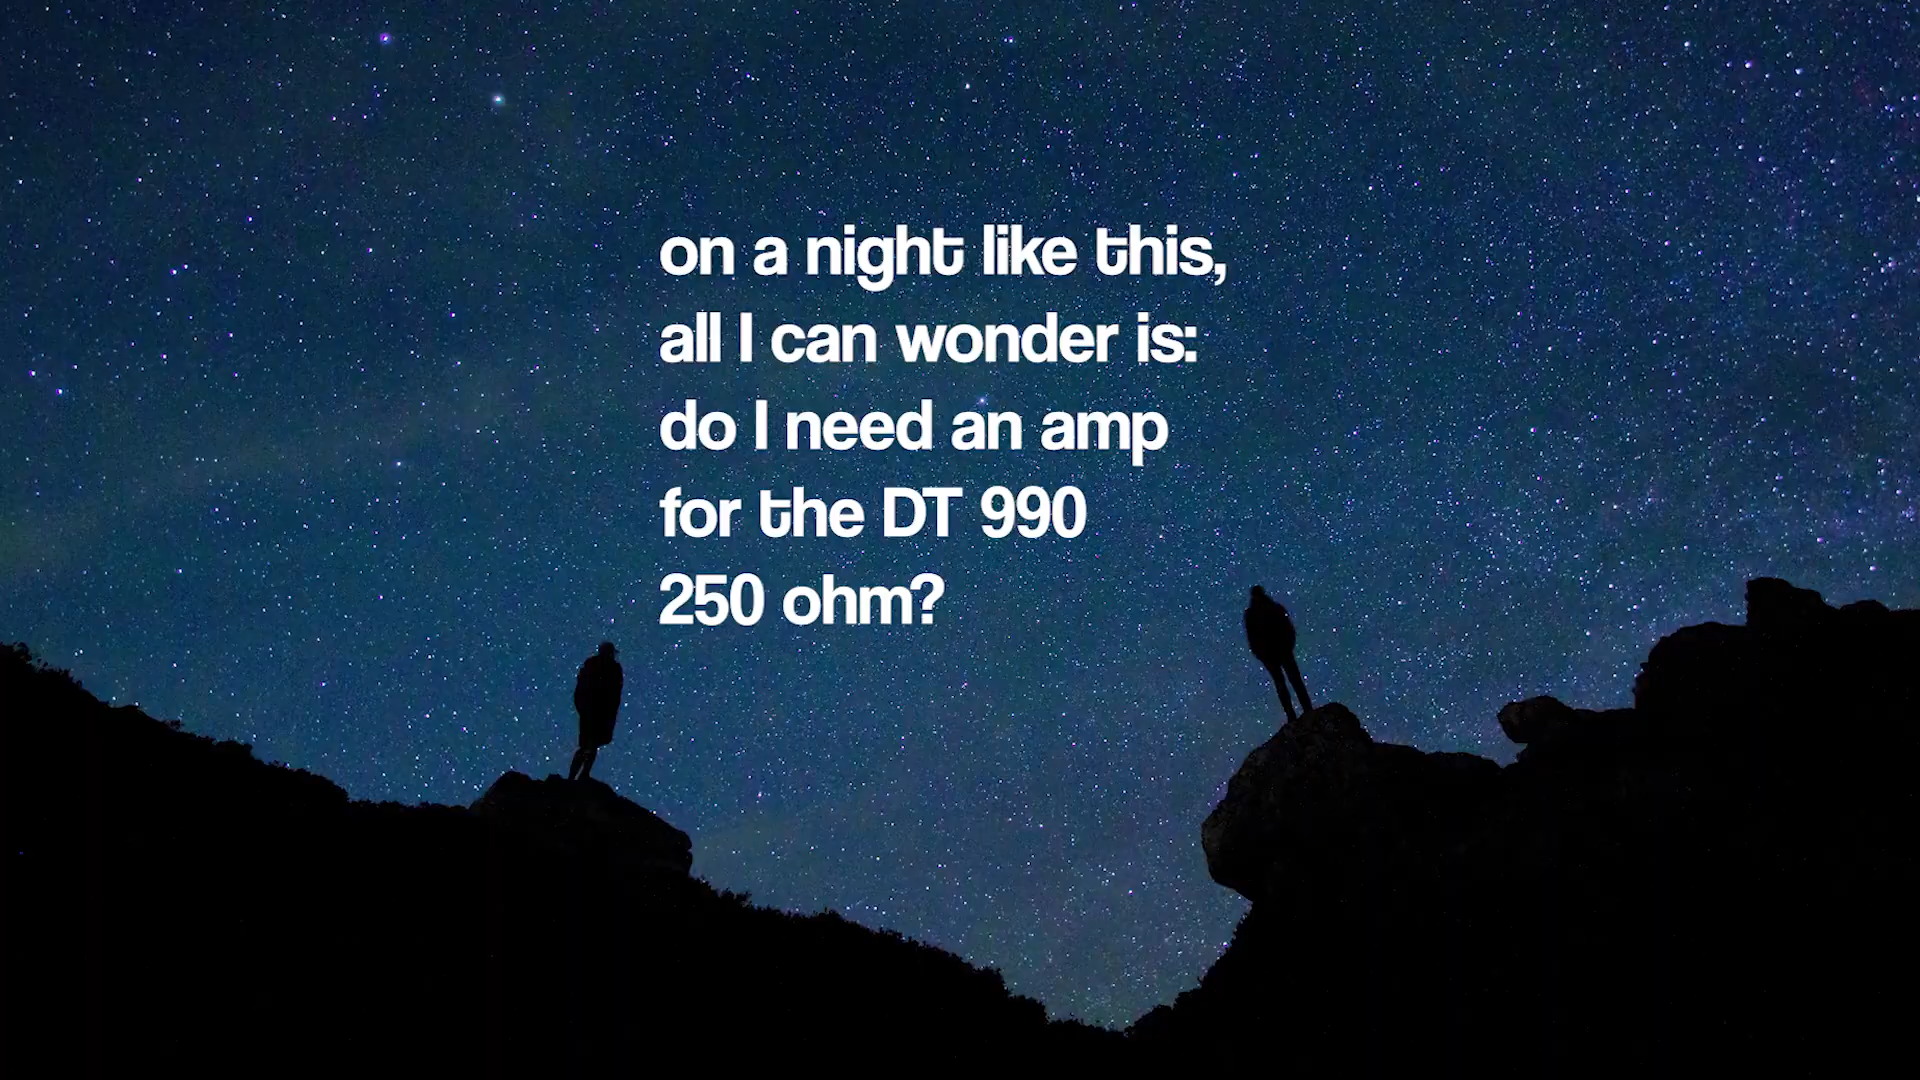 on a night like this,
all I can wonder is:
do I need an amp
for the DT 990
250 ohm?